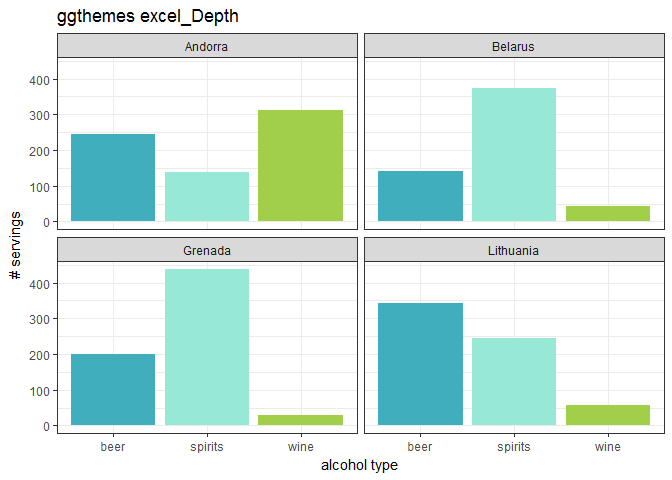 ggthemes excel_Depth
Andorra
Belarus
400
300
200
100
0
# servings
Grenada
Lithuania
400
300
200
100
0
beer
spirits
wine
beer
spirits
wine
alcohol type